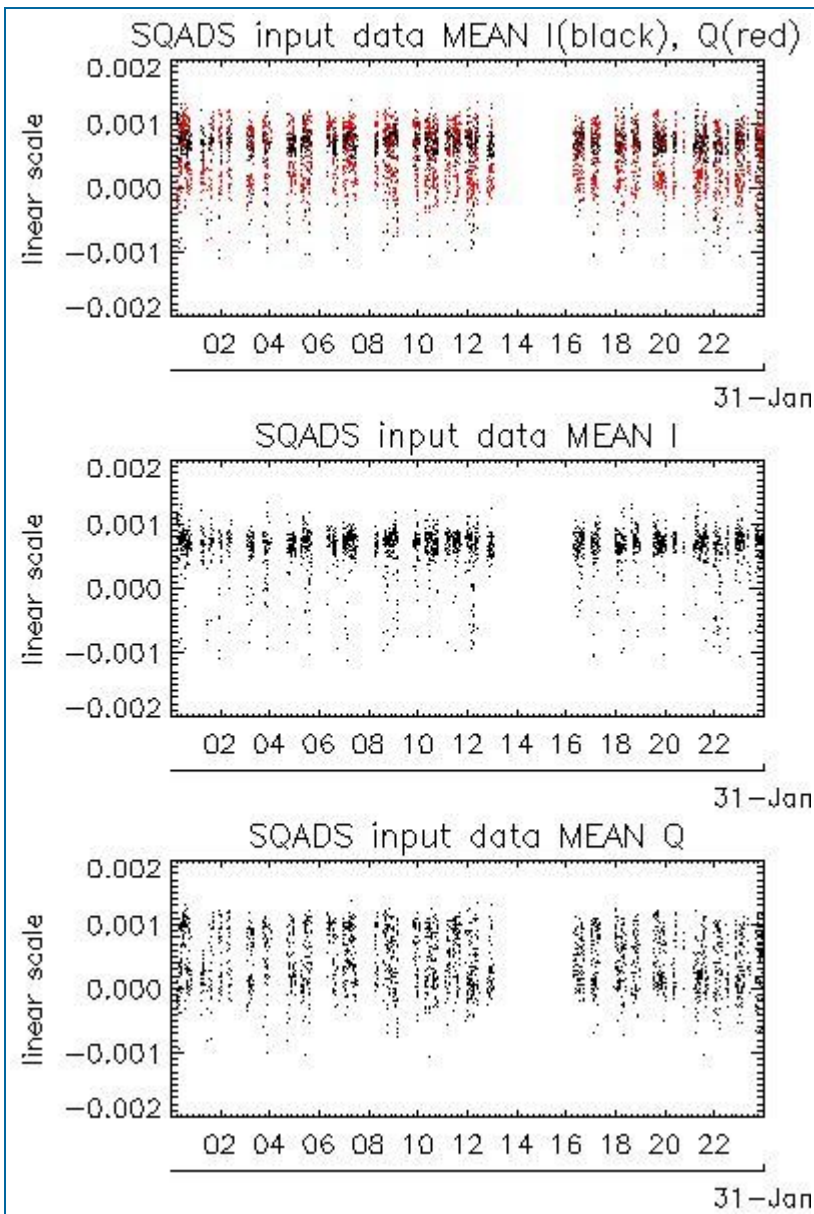 SQADS input data MEAN I(black), Q(red)
0.002
0.001
0.000
−0.001
−0.002
linear scale
02 04 06 08 10 12 14 16 18 20 22
31-Jan
SQADS input data MEAN I
0.002
0.001
0.000
−0.001
−0.002
linear scale
02 04 06 08 10 12 14 16 18 20 22
31-Jan
SQADS input data MEAN Q
0.002
0.001
0.000
−0.001
−0.002
linear scale
02 04 06 08 10 12 14 16 18 20 22
31-Jan